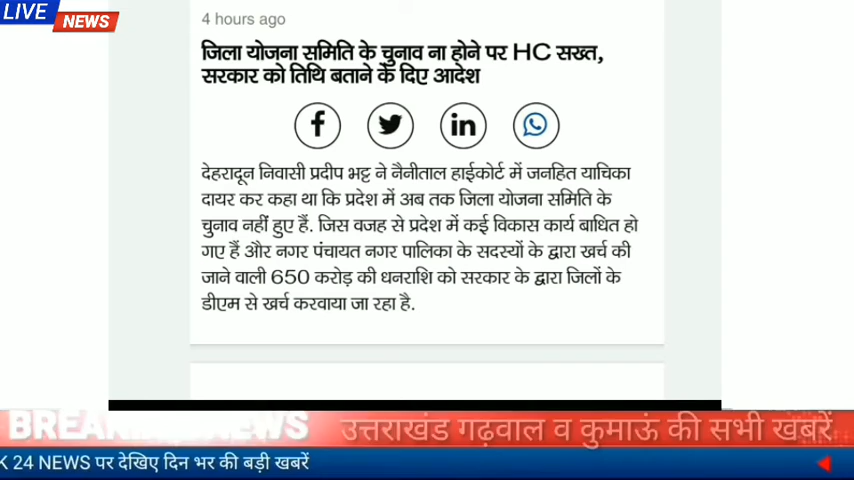 LIVE
NEWS
4 hours ago
जिला योजना समिति के चुनाव ना होने पर HC सख्त,
सरकार को तिथि बताने के दिए आदेश
देहरादून निवासी प्रदीप भट्ट ने नैनीताल हाईकोर्ट में जनहित याचिका
दायर कर कहा था कि प्रदेश में अब तक जिला योजना समिति के
चुनाव नहीं हुए हैं. जिस वजह से प्रदेश में कई विकास कार्य बाधित हो
गए हैं और नगर पंचायत नगर पालिका के सदस्यों के द्वारा खर्च की
जाने वाली 650 करोड़ की धनराशि को सरकार के द्वारा जिलों के
डीएम से खर्च करवाया जा रहा है.
BREAKING NEWS
उत्तराखंड गढ़वाल व कुमाऊं की सभी खबरें
K 24 NEWS पर देखिए दिन भर की बड़ी खबरें